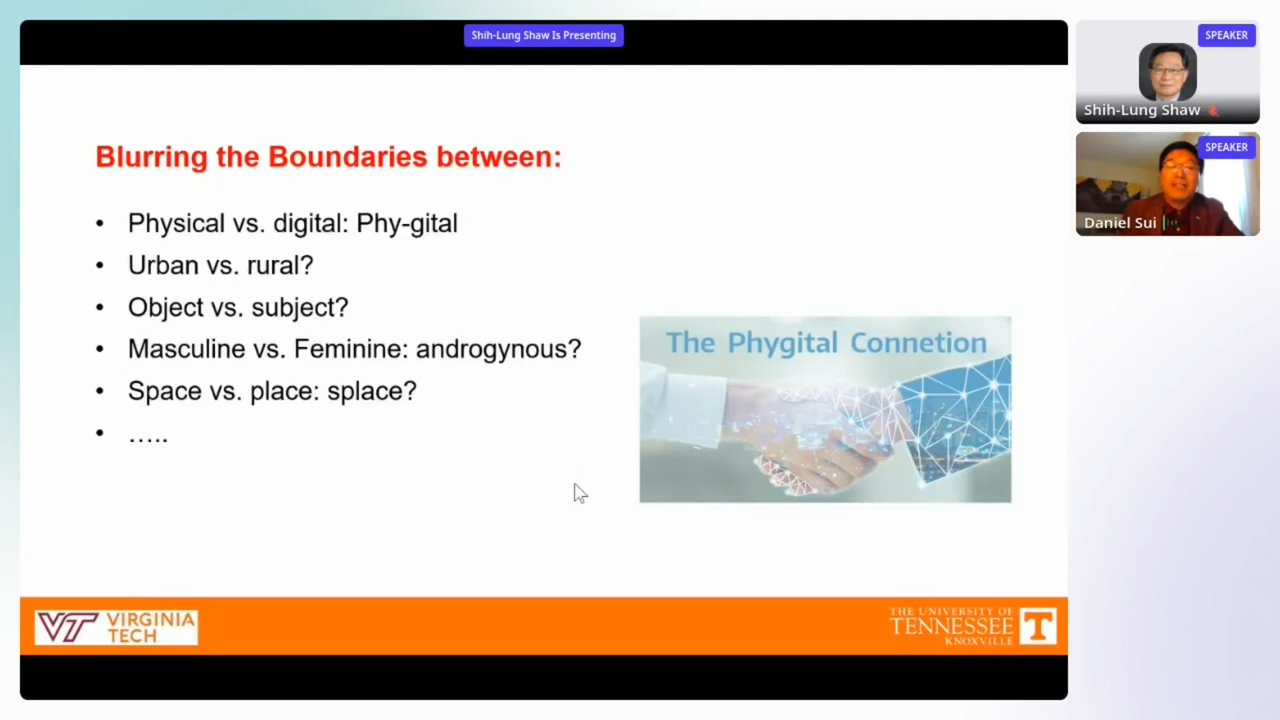 Shih-Lung Shaw Is Presenting
SPEAKER
Shih-Lung Shaw
SPEAKER
Daniel Sui
Blurring the Boundaries between:
• Physical vs. digital: Phy-gital
• Urban vs. rural?
• Object vs. subject?
• Masculine vs. Feminine: androgynous?
• Space vs. place: splace?
• …..
The Phygital Connetion
VT VIRGINIA
TECH
THE UNIVERSITY OF
TENNESSEE
KNOXVILLE
T